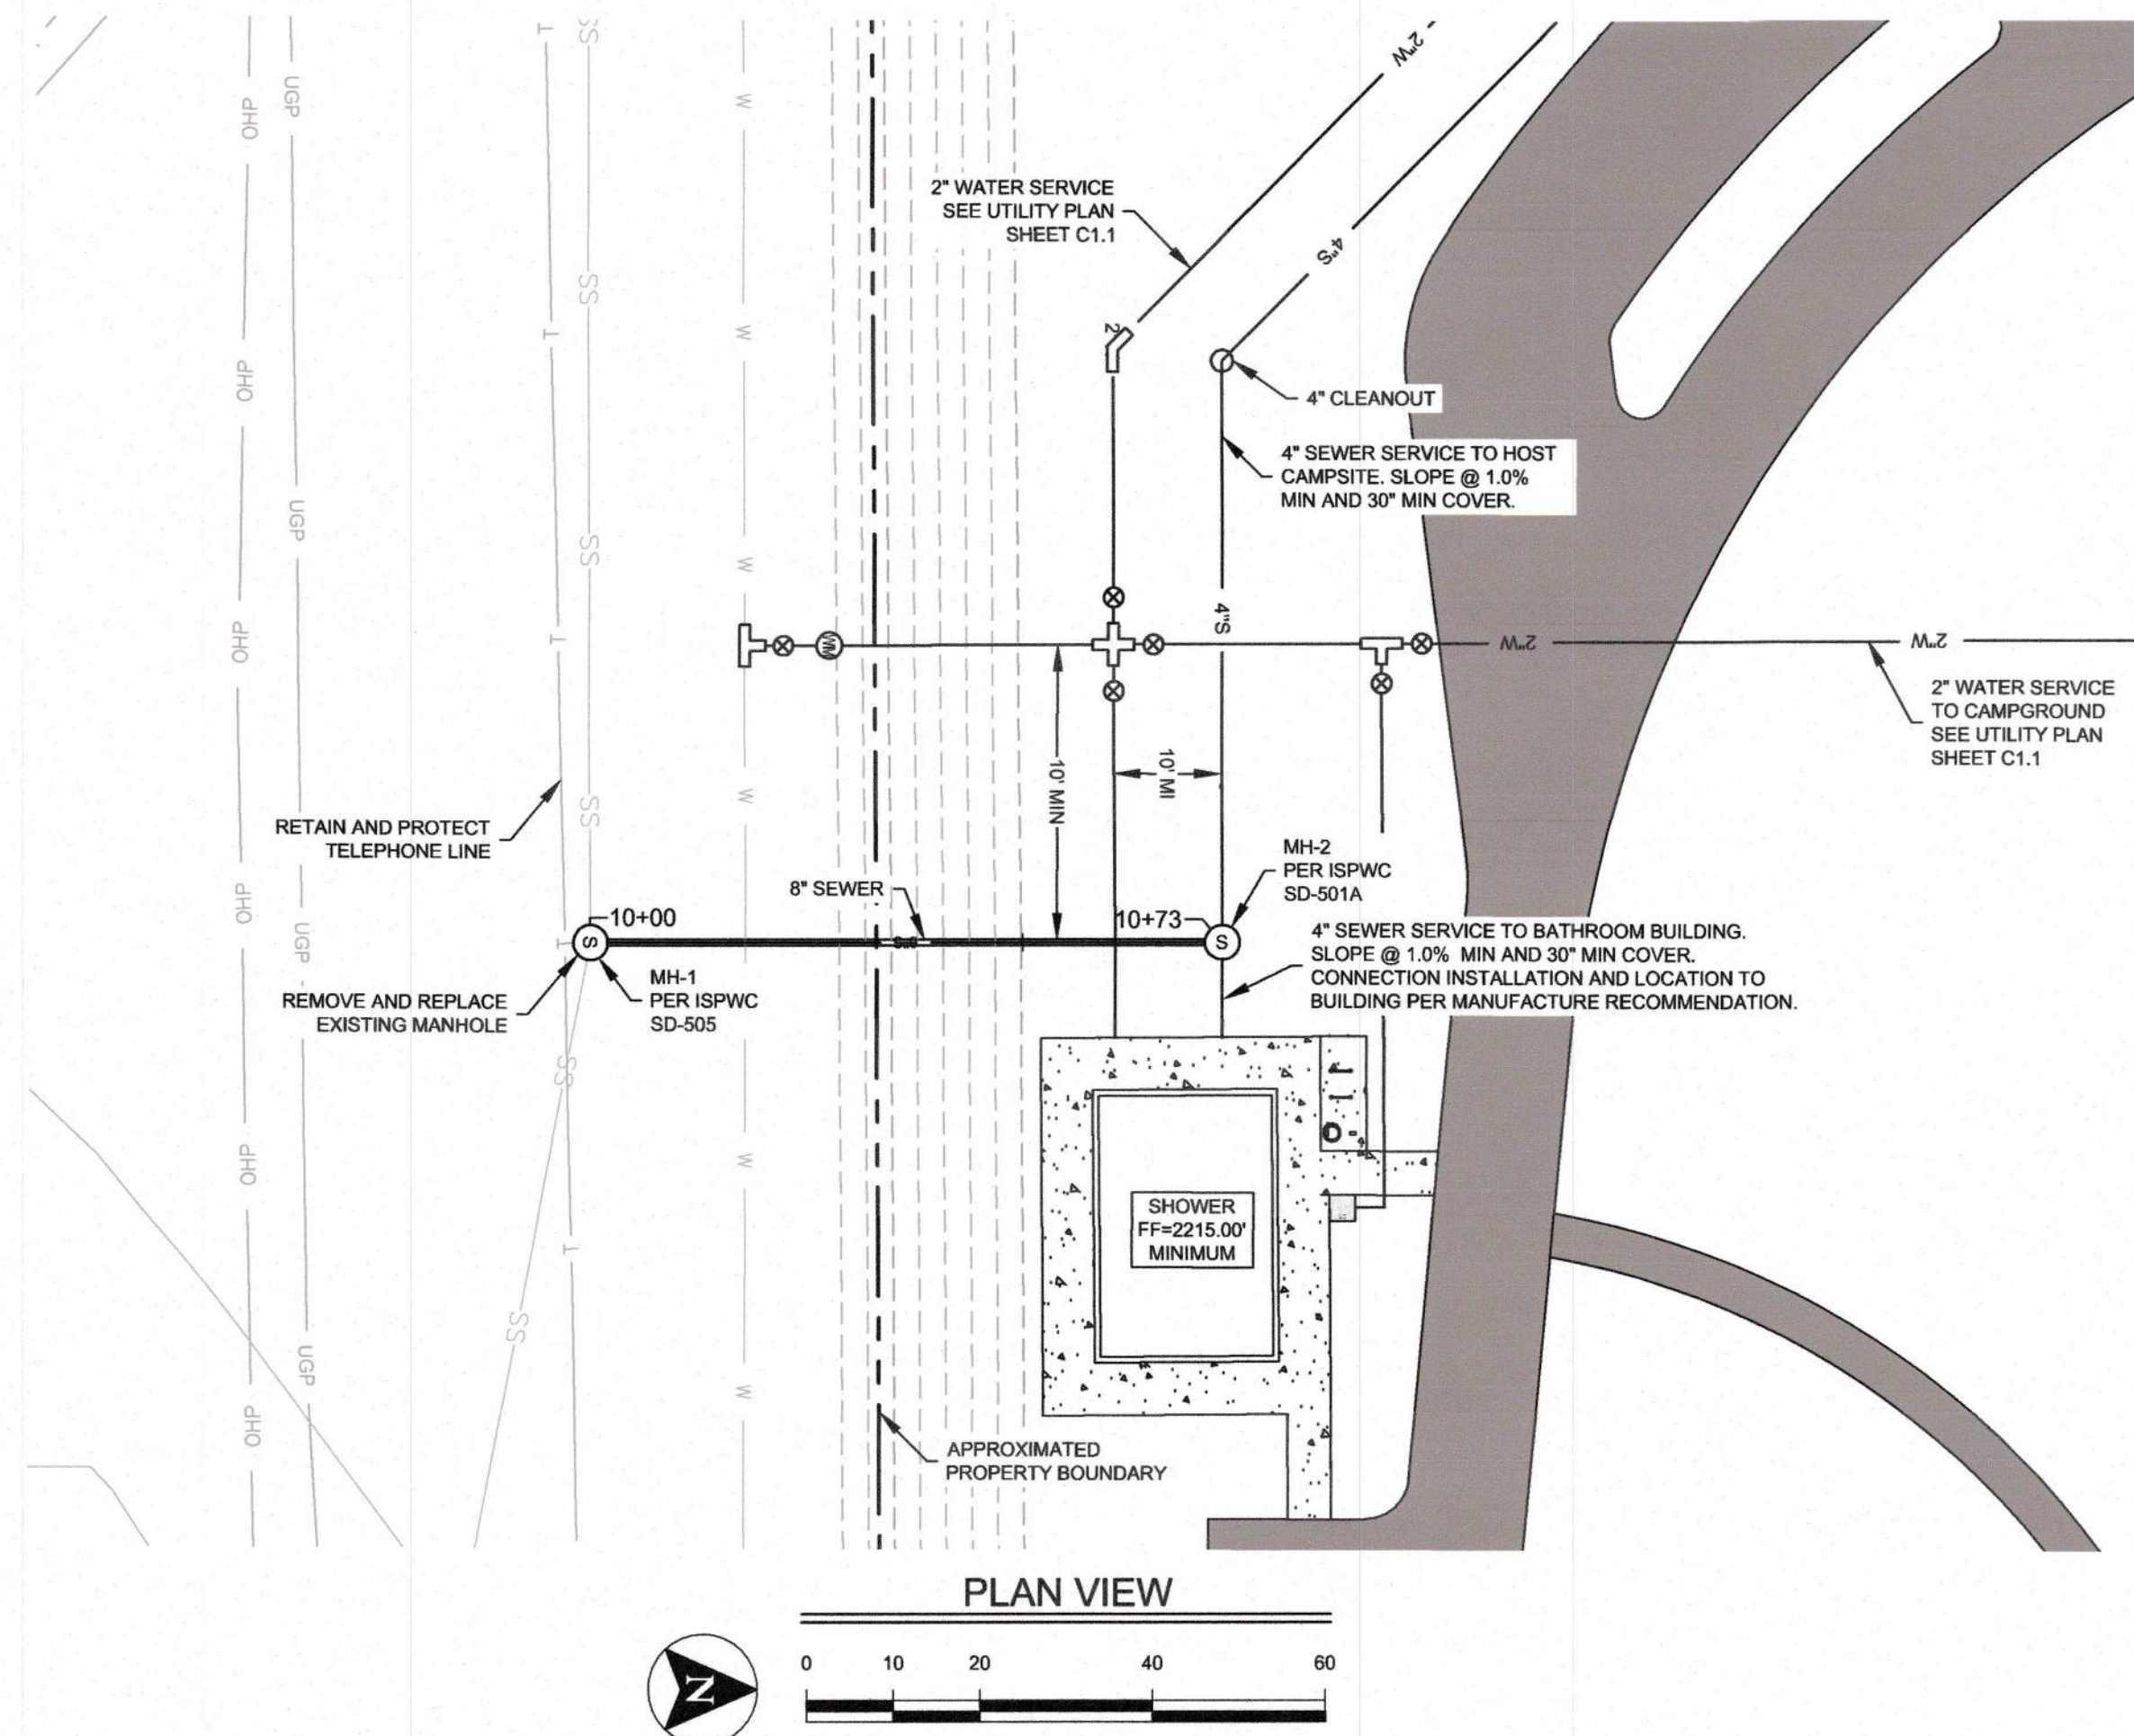 2"W
OHP
UGP
T
SS
W
2" WATER SERVICE
SEE UTILITY PLAN
SHEET C1.1
4"S
2
4" CLEANOUT
4" SEWER SERVICE TO HOST
CAMPSITE. SLOPE @ 1.0%
MIN AND 30" MIN COVER.
4"S
WM
2"W
2"W
2" WATER SERVICE
TO CAMPGROUND
SEE UTILITY PLAN
SHEET C1.1
10' MIN
10' MI
RETAIN AND PROTECT
TELEPHONE LINE
8" SEWER
MH-2
PER ISPWC
SD-501A
10+00
10+73
S
S
4" SEWER SERVICE TO BATHROOM BUILDING.
SLOPE @ 1.0% MIN AND 30" MIN COVER.
CONNECTION INSTALLATION AND LOCATION TO
BUILDING PER MANUFACTURE RECOMMENDATION.
REMOVE AND REPLACE
EXISTING MANHOLE
MH-1
PER ISPWC
SD-505
SHOWER
FF=2215.00'
MINIMUM
APPROXIMATED
PROPERTY BOUNDARY
PLAN VIEW
N
0 10 20 40 60